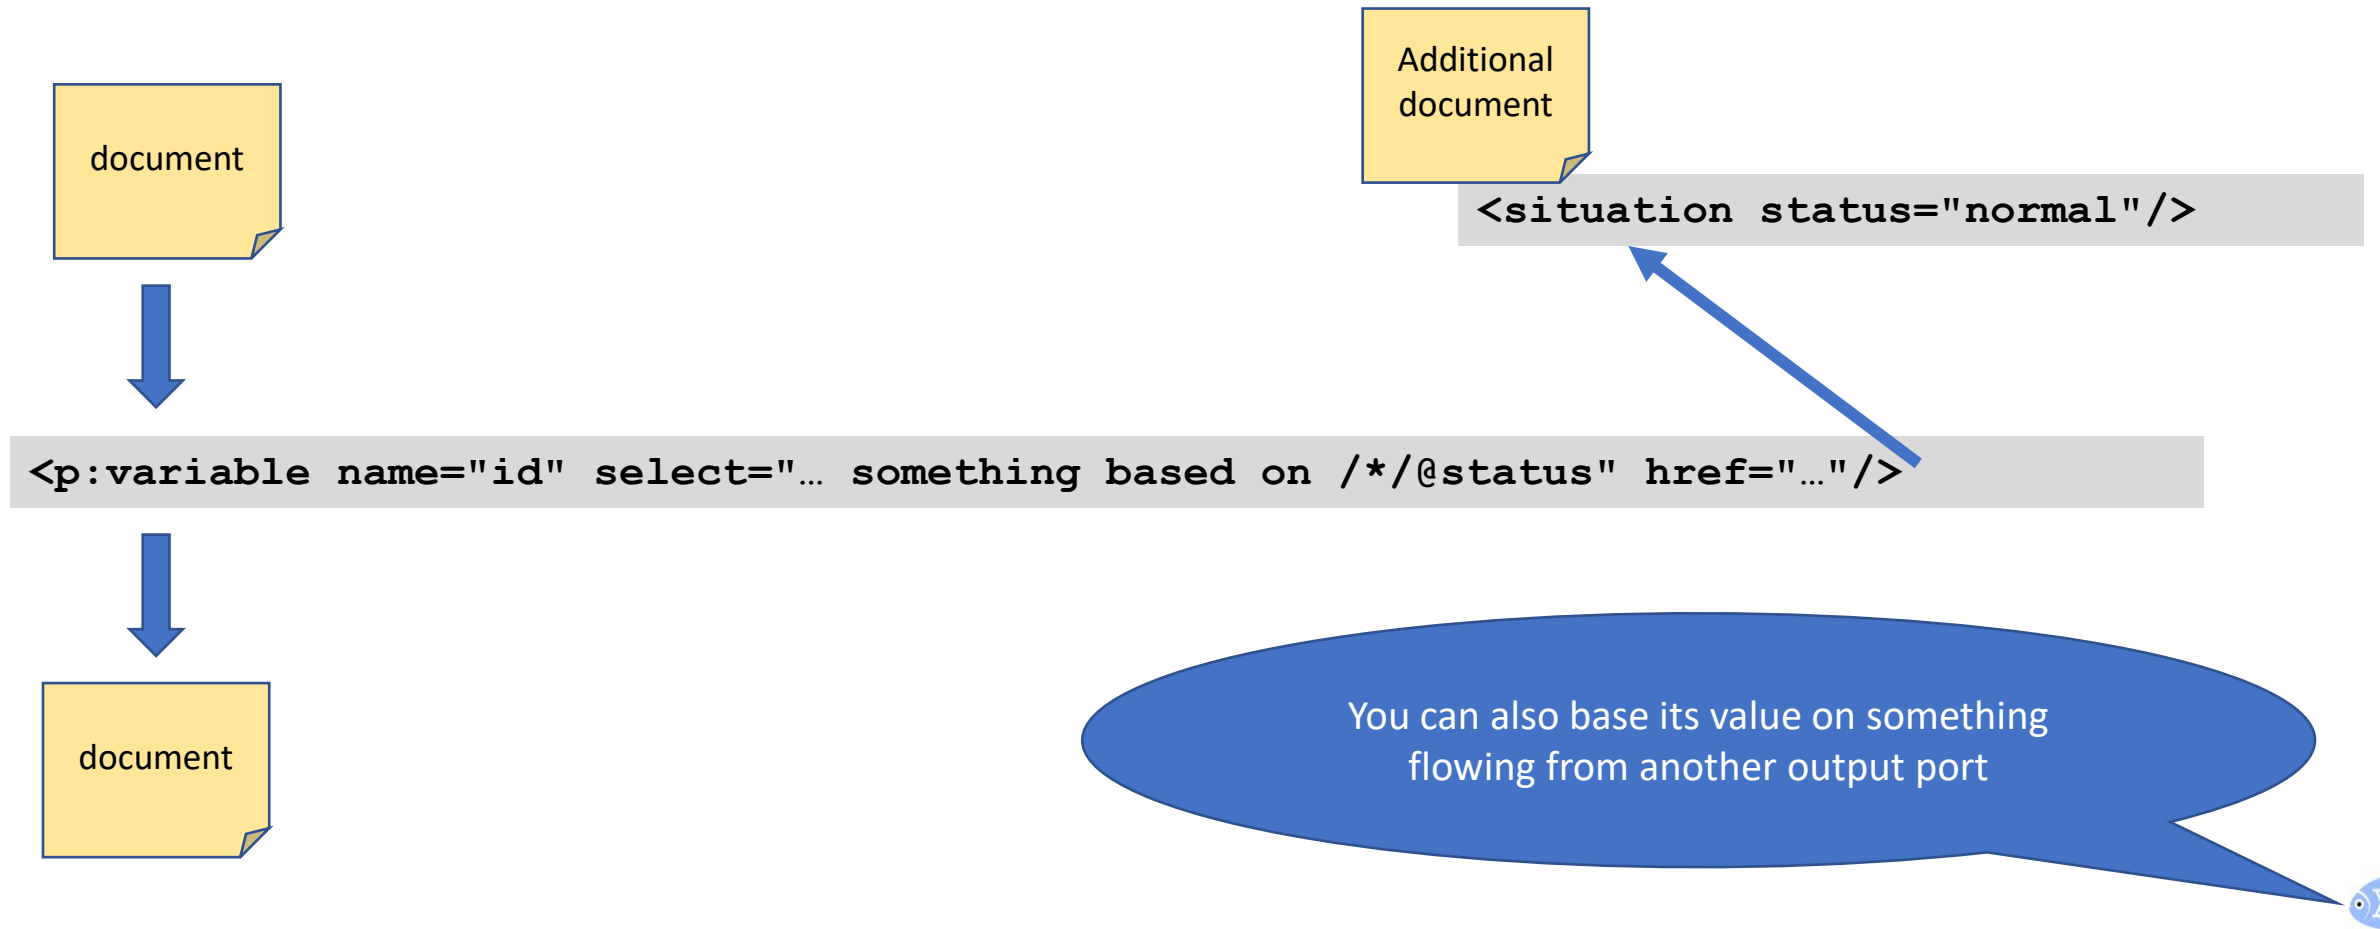 Additional
document
document
<situation status="normal"/>
<p:variable name="id" select="… something based on /*/@status" href="…"/>
You can also base its value on something
flowing from another output port
document